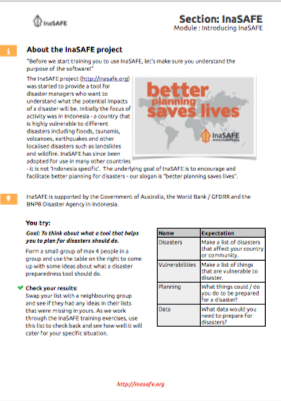 InaSAFE
Section: InaSAFE
Module : Introducing InaSAFE
About the InaSAFE project
"Before we start training you to use InaSAFE, let's make sure you understand the
purpose of the software!"
The InaSAFE project (http://inasafe.org)
was started to provide a tool for
disaster managers who want to
understand what the potential impacts
of a disaster will be. Initially the focus of
activity was in Indonesia - a country that
is highly vulnerable to different
disasters including floods, tsunamis,
volcanoes, earthquakes and other
localised disasters such as landslides
and wildfire. InaSAFE has since been
adopted for use in many other countries
- it is not 'Indonesia specific'. The underlying goal of InaSAFE is to encourage and
facilitate better planning for disasters - our slogan is "better planning saves lives".
better
planning
saves lives
InaSAFE
InaSAFE is supported by the Government of Australia, the World Bank / GFDRR and the
BNPB Disaster Agency in Indonesia.
You try:
Goal: To think about what a tool that helps
you to plan for disasters should do.
Form a small group of max 4 people in a
group and use the table on the right to come
up with some ideas about what a disaster
preparedness tool should do.
Check your results:
Swap your list with a neighbouring group
and see if they had any ideas in their lists
that were missing in yours. As we work
through the InaSAFE training exercises, use
this list to check back and see how well it will
cater for your specific situation.
Name Expectation
Disasters Make a list of disasters
that affect your country
or community.
Vulnerabilities Make a list of things
that are vulnerable to
disaster.
Planning What things could / do
you do to be prepared
for a disaster?
Data What data would you
need to prepare for
disasters?
http://inasafe.org